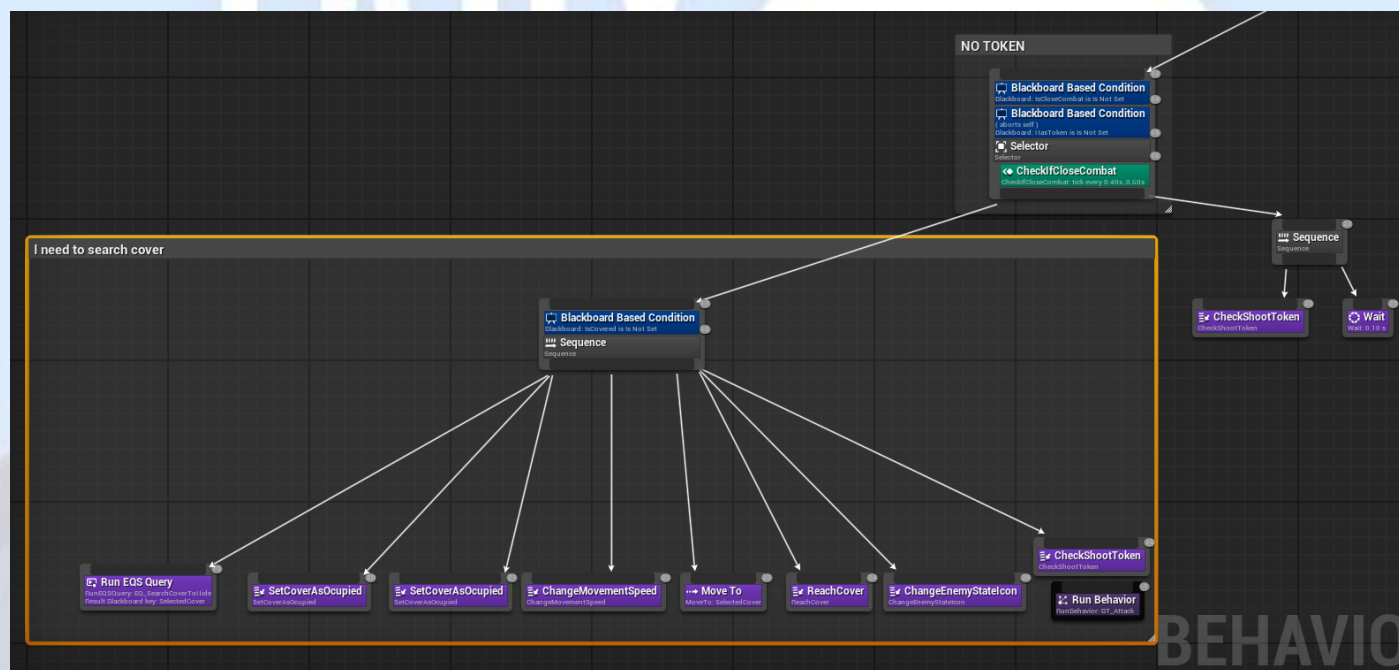 NO TOKEN
Blackboard Based Condition
Blackboard: IsCloseCombat is Is Not Set
Blackboard Based Condition
( aborts self )
Blackboard: HasToken is Is Not Set
Selector
Selector
CheckIfCloseCombat
CheckIfCloseCombat: tick every 0.40s..0.60s
Sequence
Sequence
CheckShootToken
CheckShootToken
Wait
Wait: 0.10 s
I need to search cover
Blackboard Based Condition
Blackboard: IsCovered is Is Not Set
Sequence
Sequence
Run EQS Query
RunEQSQuery: EQ_SearchCoverToHide
Result Blackboard key: SelectedCover
SetCoverAsOcupied
SetCoverAsOcupied
SetCoverAsOcupied
SetCoverAsOcupied
ChangeMovementSpeed
ChangeMovementSpeed
Move To
MoveTo: SelectedCover
ReachCover
ReachCover
ChangeEnemyStateIcon
ChangeEnemyStateIcon
CheckShootToken
CheckShootToken
Run Behavior
RunBehavior: BT_Attack
BEHAVIO